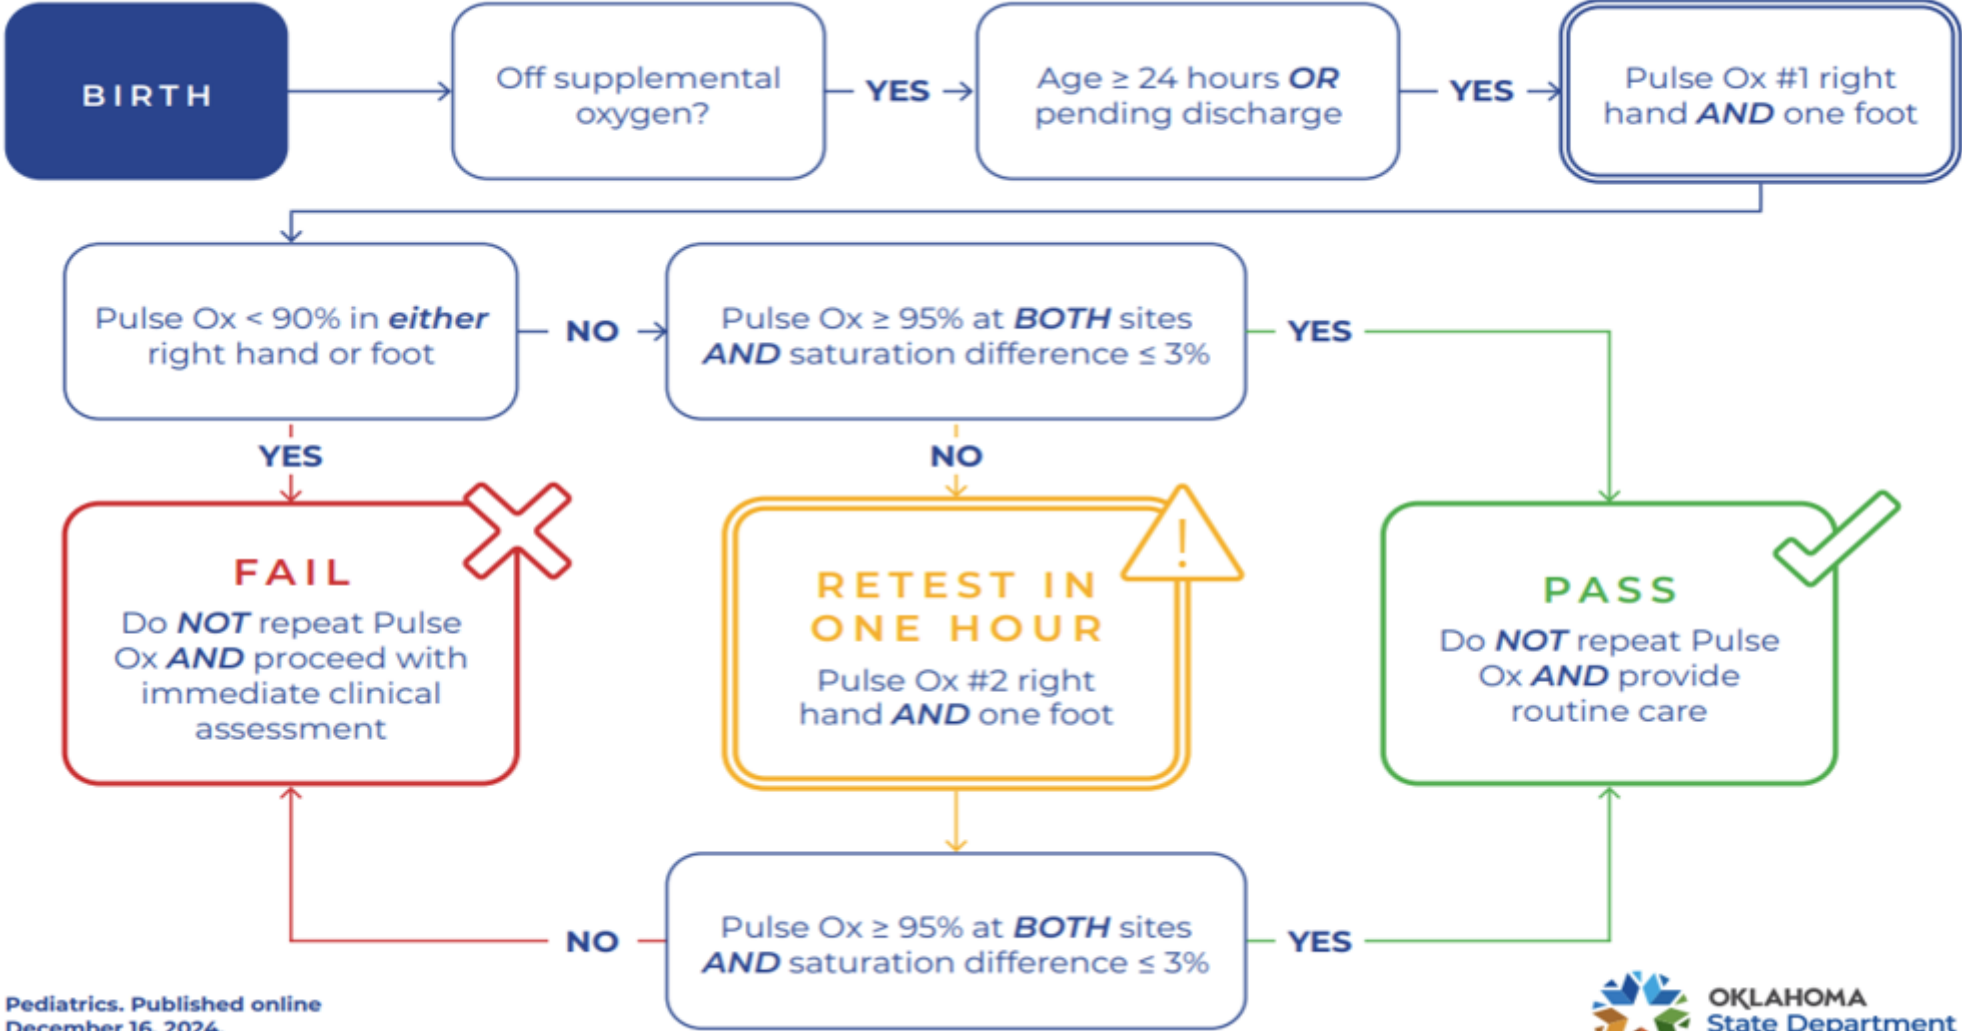 BIRTH
Off supplemental
oxygen?
YES
Age ≥ 24 hours OR
pending discharge
YES
Pulse Ox #1 right
hand AND one foot
Pulse Ox < 90% in either
right hand or foot
NO
Pulse Ox ≥ 95% at BOTH sites
AND saturation difference ≤ 3%
YES
YES
NO
FAIL
Do NOT repeat Pulse
Ox AND proceed with
immediate clinical
assessment
RETEST IN
ONE HOUR
Pulse Ox #2 right
hand AND one foot
PASS
Do NOT repeat Pulse
Ox AND provide
routine care
NO
Pulse Ox ≥ 95% at BOTH sites
AND saturation difference ≤ 3%
YES
Pediatrics. Published online
December 16, 2024
OKLAHOMA
State Department